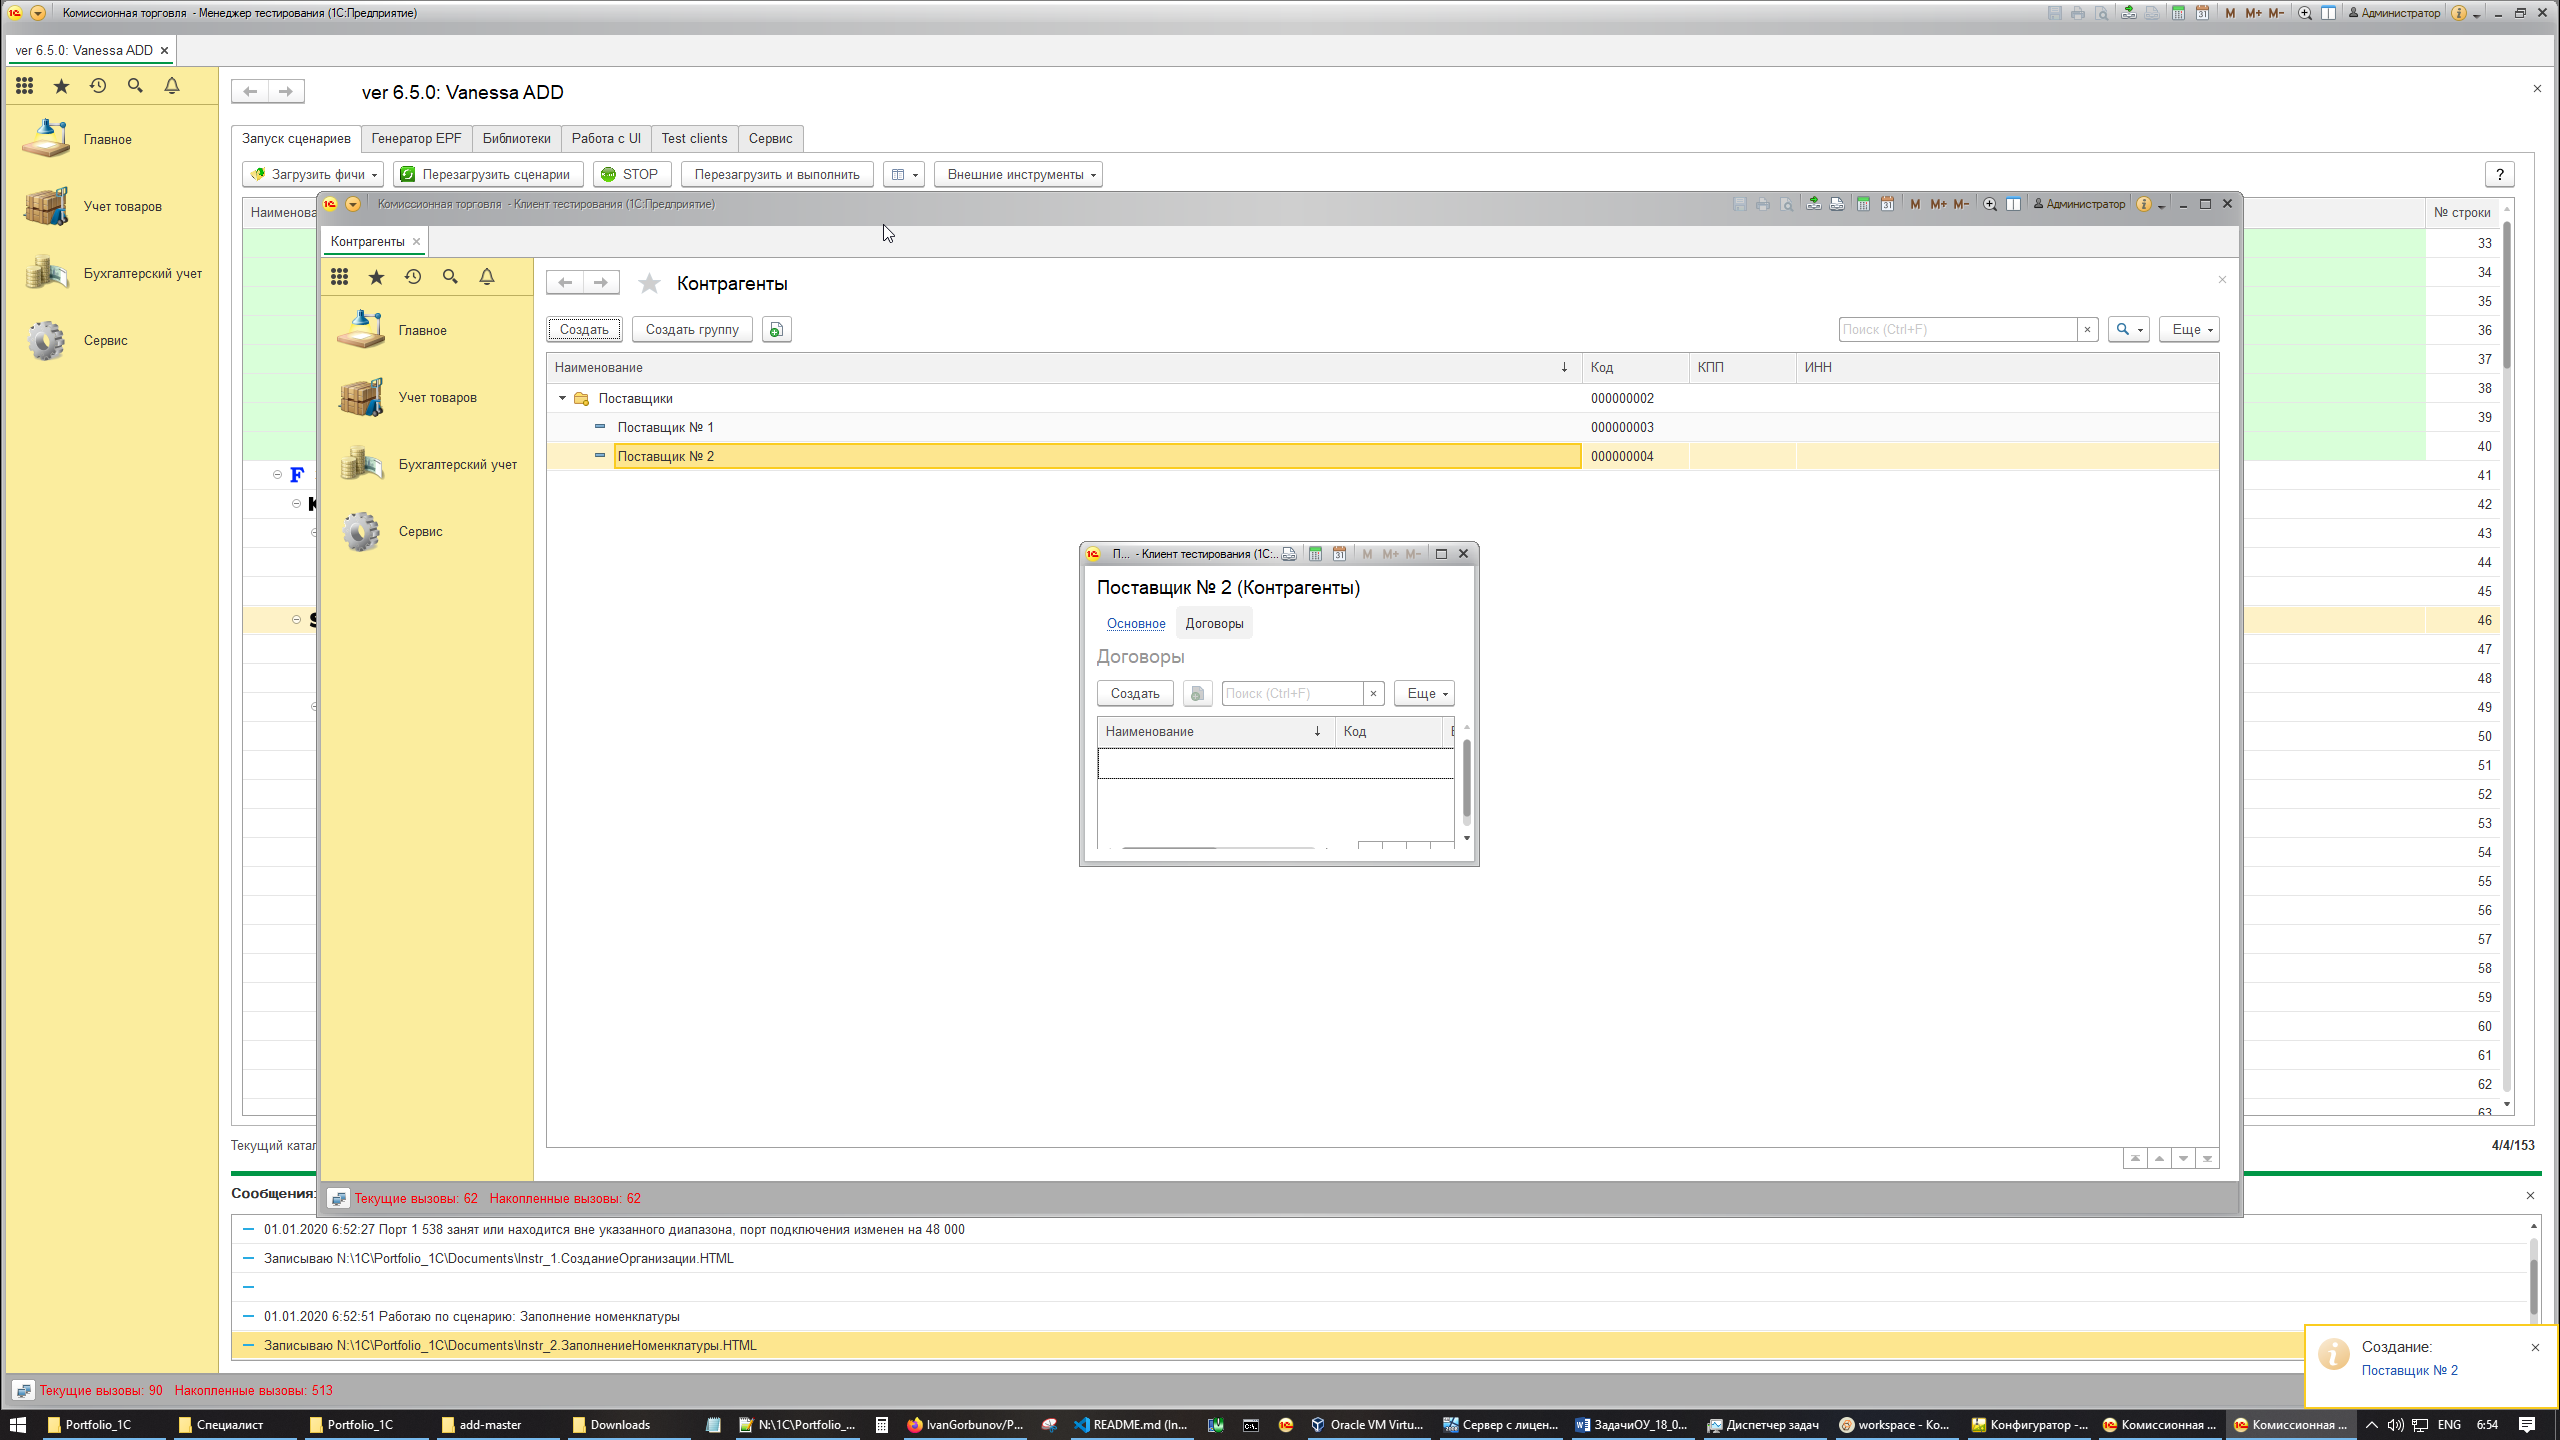 Комиссионная торговля - Менеджер тестирования (1С:Предприятие)
M M+ M- Администратор
ver 6.5.0: Vanessa ADD
ver 6.5.0: Vanessa ADD
Главное
Учет товаров
Бухгалтерский учет
Сервис
Запуск сценариев Генератор EPF Библиотеки Работа с UI Test clients Сервис
Загрузить фичи Перезагрузить сценарии STOP Перезагрузить и выполнить Внешние инструменты ?
№ строки
33
34
35
36
37
38
39
40
41
42
43
44
45
46
47
48
49
50
51
52
53
54
55
56
57
58
59
60
61
62
63
F
Комиссионная торговля - Клиент тестирования (1С:Предприятие)
M M+ M- Администратор
Контрагенты
Контрагенты
Главное
Учет товаров
Бухгалтерский учет
Сервис
Создать Создать группу Поиск (Ctrl+F) Еще
Наименование Код КПП ИНН
Поставщики 000000002
Поставщик № 1 000000003
Поставщик № 2 000000004
П... - Клиент тестирования (1С:... M M+ M-
Поставщик № 2 (Контрагенты)
Основное Договоры
Договоры
Создать Поиск (Ctrl+F) Еще
Наименование Код
Текущие вызовы: 62 Накопленные вызовы: 62
4/4/153
Сообщения:
01.01.2020 6:52:27 Порт 1 538 занят или находится вне указанного диапазона, порт подключения изменен на 48 000
Записываю N:\1C\Portfolio_1C\Documents\Instr_1.СозданиеОрганизации.HTML
01.01.2020 6:52:51 Работаю по сценарию: Заполнение номенклатуры
Записываю N:\1C\Portfolio_1C\Documents\Instr_2.ЗаполнениеНоменклатуры.HTML
Создание:
Поставщик № 2
Текущие вызовы: 90 Накопленные вызовы: 513
Portfolio_1C Специалист Portfolio_1C add-master Downloads N:\1C\Portfolio_... IvanGorbunov/P... README.md (In... Oracle VM Virtu... Сервер с лицен... ЗадачиОУ_18_0... Диспетчер задач workspace - Ко... Конфигуратор -... Комиссионная ... Комиссионная ... ENG 6:54